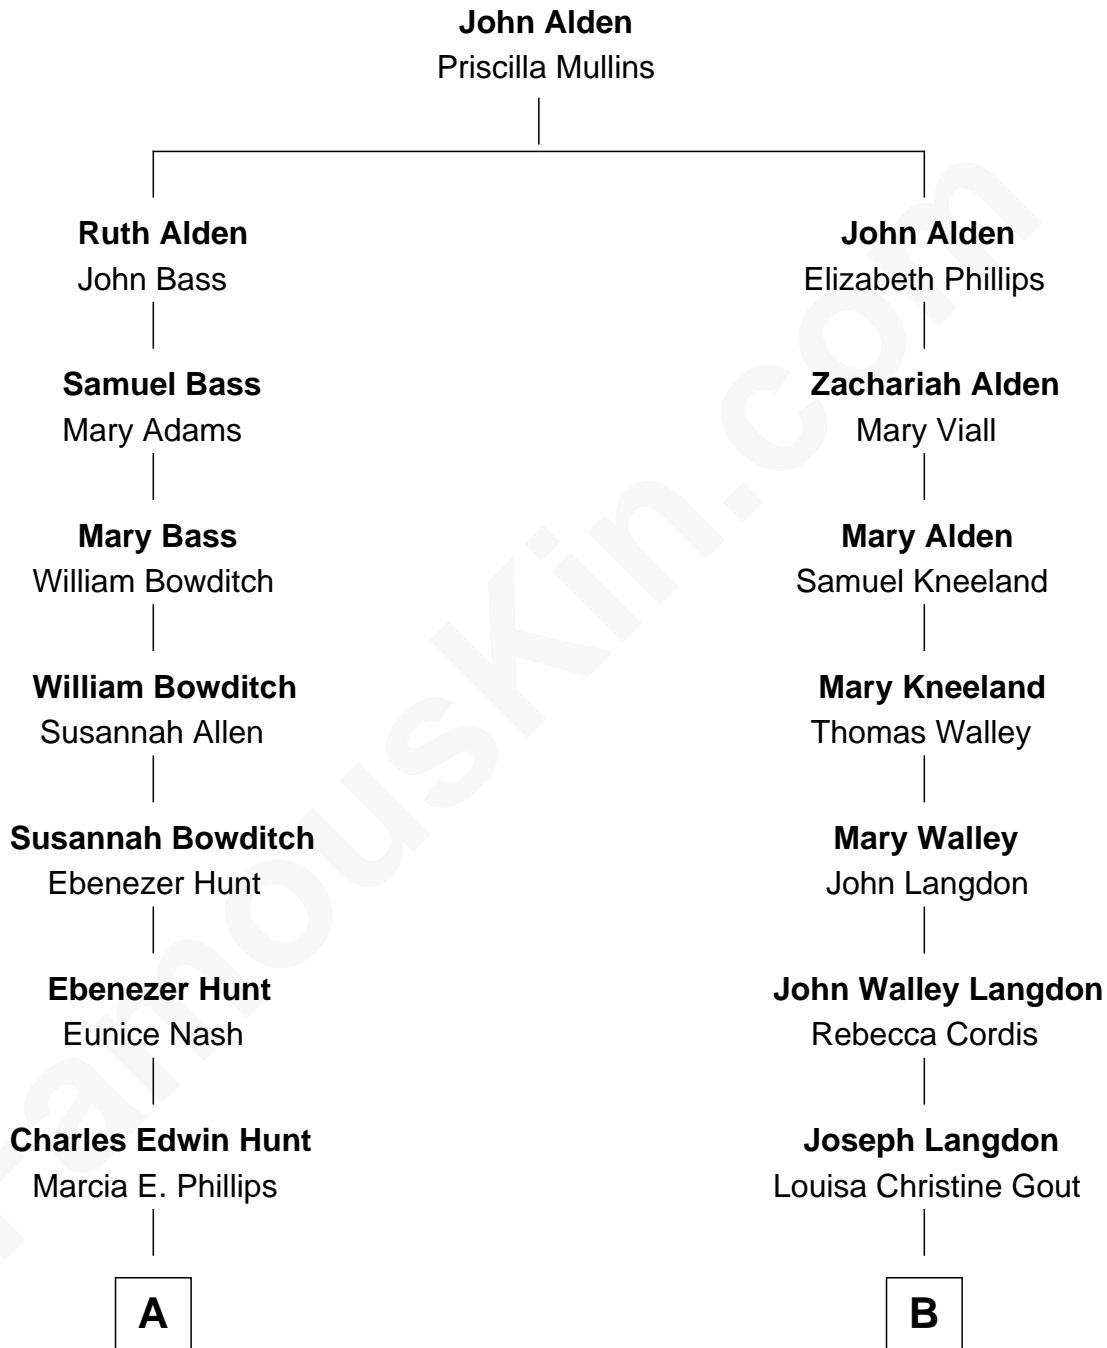 John Alden
Priscilla Mullins
Ruth Alden
John Bass
Samuel Bass
Mary Adams
Mary Bass
William Bowditch
William Bowditch
Susannah Allen
Susannah Bowditch
Ebenezer Hunt
Ebenezer Hunt
Eunice Nash
Charles Edwin Hunt
Marcia E. Phillips
A
John Alden
Elizabeth Phillips
Zachariah Alden
Mary Viall
Mary Alden
Samuel Kneeland
Mary Kneeland
Thomas Walley
Mary Walley
John Langdon
John Walley Langdon
Rebecca Cordis
Joseph Langdon
Louisa Christine Gout
B
FamousKin.com